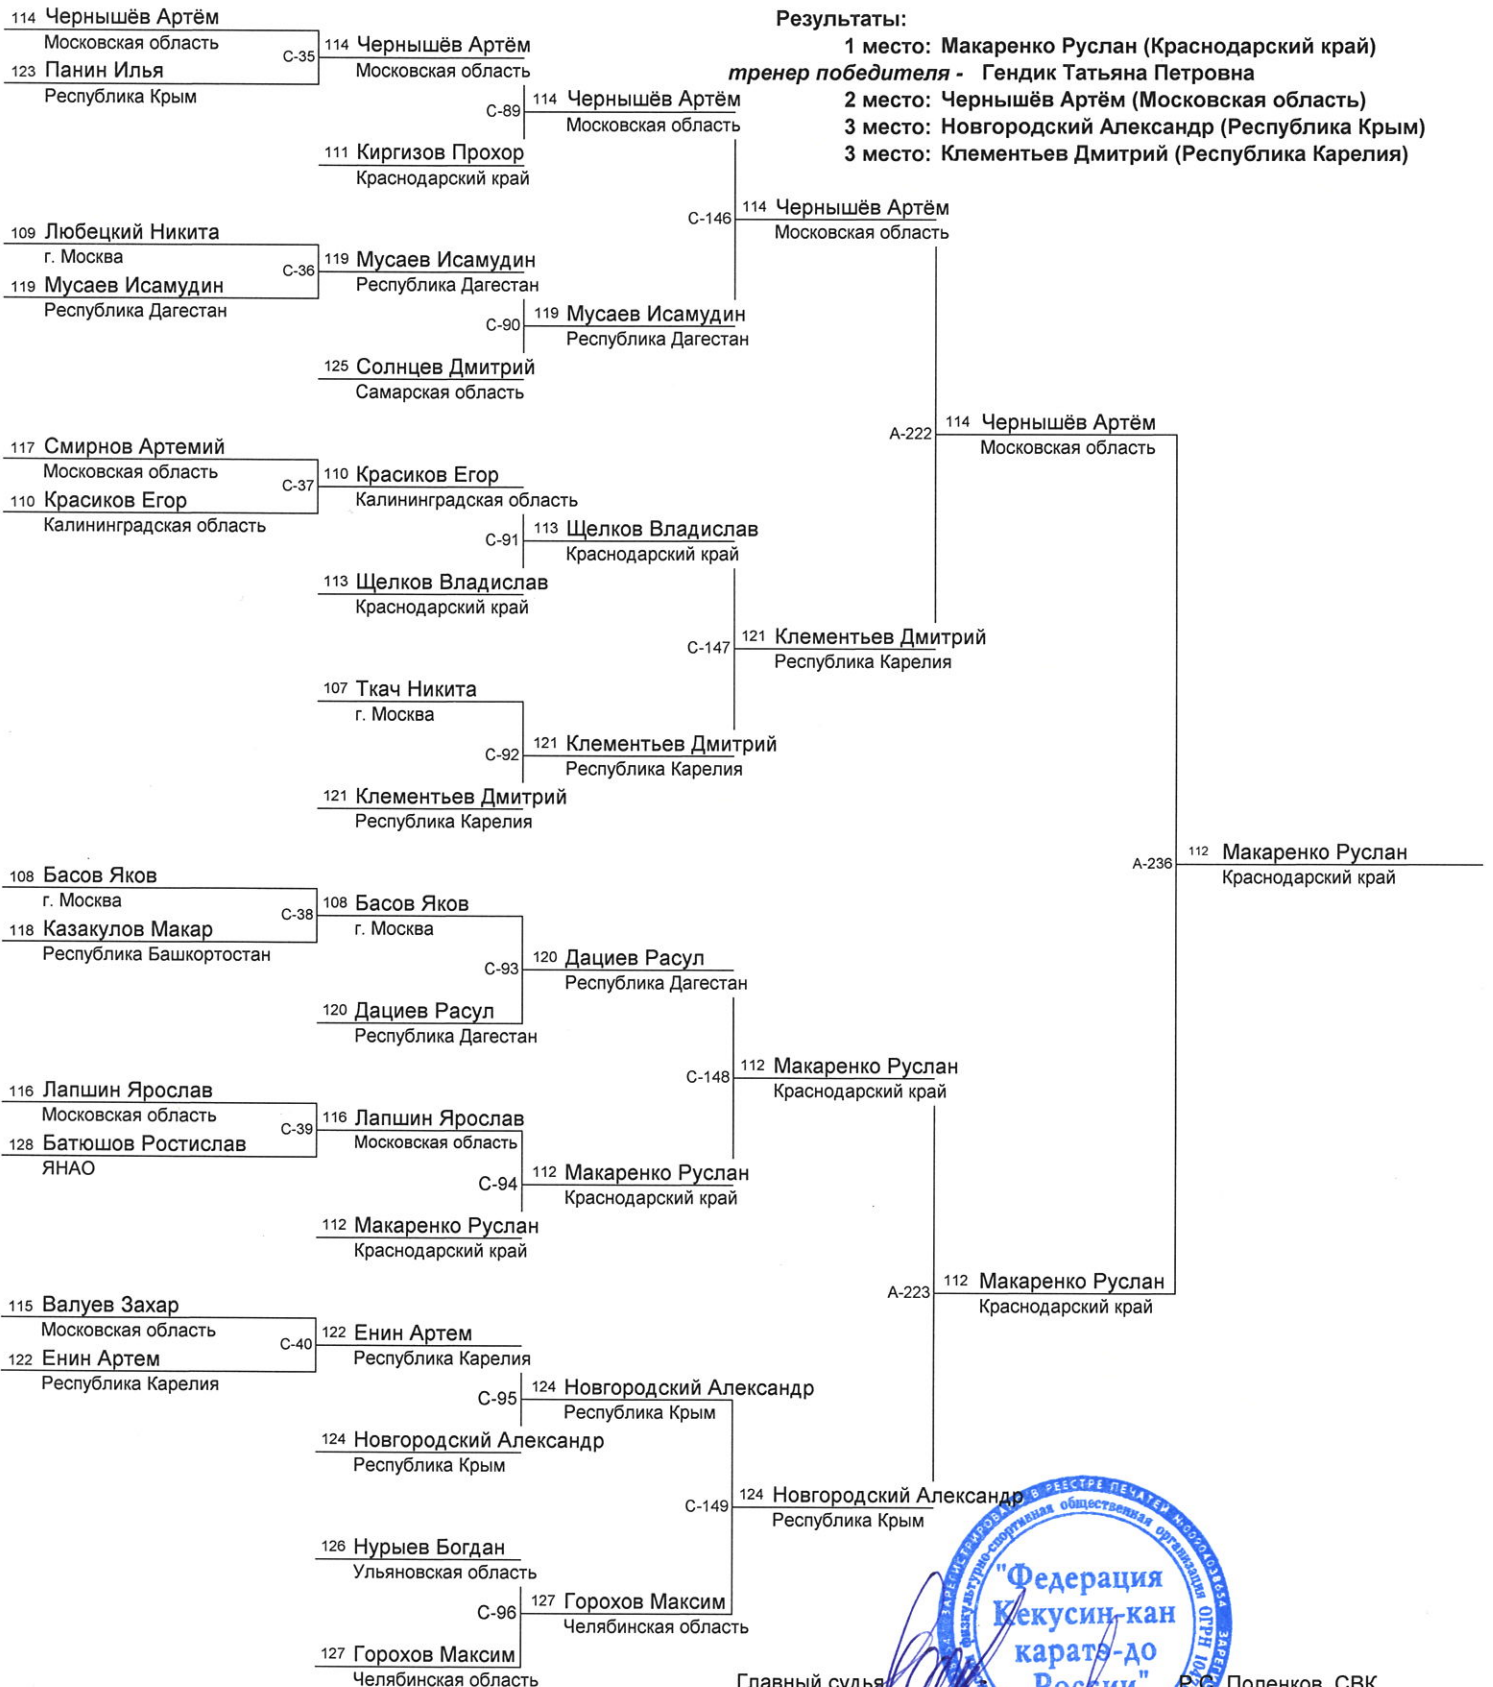 Результаты:
1 место: Макаренко Руслан (Краснодарский край)
тренер победителя - Гендик Татьяна Петровна
2 место: Чернышёв Артём (Московская область)
3 место: Новгородский Александр (Республика Крым)
3 место: Клементьев Дмитрий (Республика Карелия)
114 Чернышёв Артём
Московская область
C-35
123 Панин Илья
Республика Крым
114 Чернышёв Артём
Московская область
C-89
111 Киргизов Прохор
Краснодарский край
114 Чернышёв Артём
Московская область
C-146
109 Любецкий Никита
г. Москва
C-36
119 Мусаев Исамудин
Республика Дагестан
119 Мусаев Исамудин
Республика Дагестан
C-90
125 Солнцев Дмитрий
Самарская область
119 Мусаев Исамудин
Республика Дагестан
114 Чернышёв Артём
Московская область
A-222
117 Смирнов Артемий
Московская область
C-37
110 Красиков Егор
Калининградская область
110 Красиков Егор
Калининградская область
C-91
113 Щелков Владислав
Краснодарский край
113 Щелков Владислав
Краснодарский край
C-147
107 Ткач Никита
г. Москва
C-92
121 Клементьев Дмитрий
Республика Карелия
121 Клементьев Дмитрий
Республика Карелия
121 Клементьев Дмитрий
Республика Карелия
114 Чернышёв Артём
Московская область
A-236
112 Макаренко Руслан
Краснодарский край
108 Басов Яков
г. Москва
C-38
118 Казакулов Макар
Республика Башкортостан
108 Басов Яков
г. Москва
C-93
120 Дациев Расул
Республика Дагестан
120 Дациев Расул
Республика Дагестан
C-148
116 Лапшин Ярослав
Московская область
C-39
128 Батюшов Ростислав
ЯНАО
116 Лапшин Ярослав
Московская область
C-94
112 Макаренко Руслан
Краснодарский край
112 Макаренко Руслан
Краснодарский край
112 Макаренко Руслан
Краснодарский край
A-223
112 Макаренко Руслан
Краснодарский край
115 Валуев Захар
Московская область
C-40
122 Енин Артем
Республика Карелия
122 Енин Артем
Республика Карелия
C-95
124 Новгородский Александр
Республика Крым
124 Новгородский Александр
Республика Крым
C-149
124 Новгородский Александр
Республика Крым
126 Нурыев Богдан
Ульяновская область
C-96
127 Горохов Максим
Челябинская область
127 Горохов Максим
Челябинская область
В РЕЕСТРЕ ПЕЧАТЕЙ
физкультурно-спортивная общественная организация ОГРН
"Федерация
Кекусин-кан
каратэ-до
России"
Главный судья
Поленков, СВК